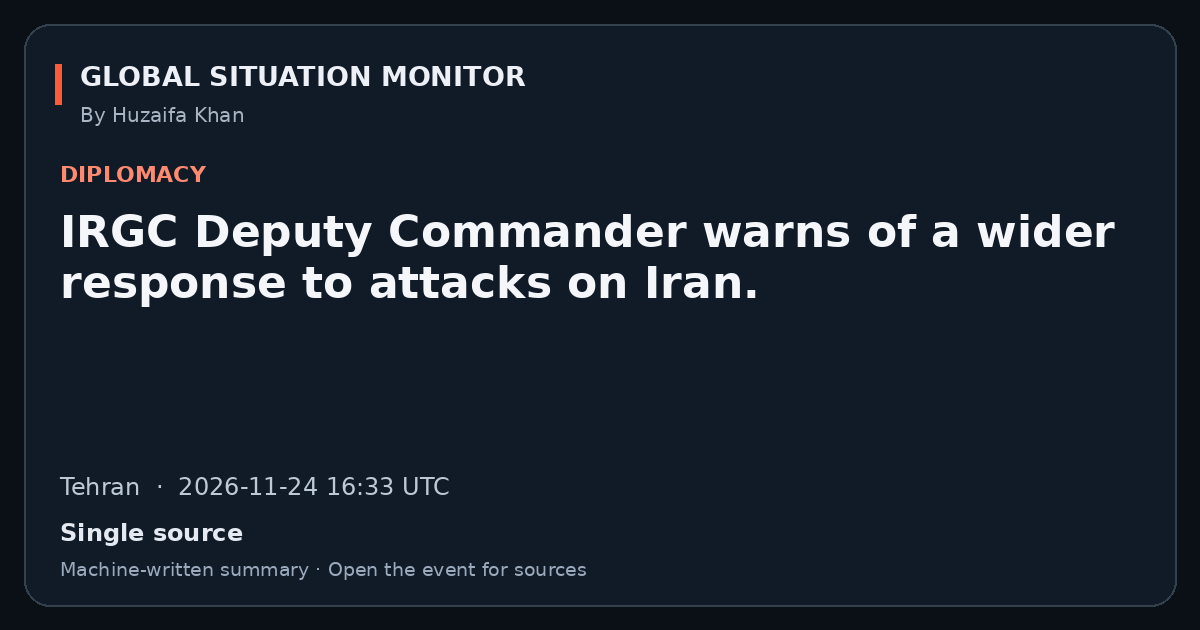 GLOBAL SITUATION MONITOR
By Huzaifa Khan
DIPLOMACY
IRGC Deputy Commander warns of a wider
response to attacks on Iran.
Tehran · 2026-11-24 16:33 UTC
Single source
Machine-written summary · Open the event for sources